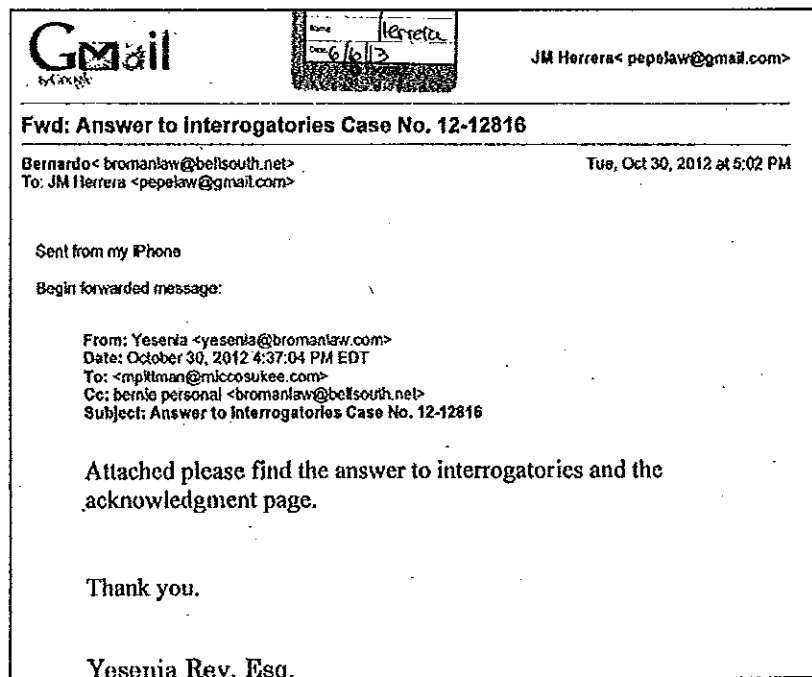 GMail
by Google
Name Herrera
Date 6/6/13
JM Herrera< pepelaw@gmail.com>
Fwd: Answer to interrogatories Case No. 12-12816
Bernardo< bromanlaw@bellsouth.net>
Tue, Oct 30, 2012 at 5:02 PM
To: JM Herrera <pepelaw@gmail.com>
Sent from my iPhone
Begin forwarded message:
From: Yesenia <yesenia@bromanlaw.com>
Date: October 30, 2012 4:37:04 PM EDT
To: <mpittman@miccosukee.com>
Cc: bernie personal <bromanlaw@bellsouth.net>
Subject: Answer to interrogatories Case No. 12-12816
Attached please find the answer to interrogatories and the
acknowledgment page.
Thank you.
Yesenia Rey, Esq.